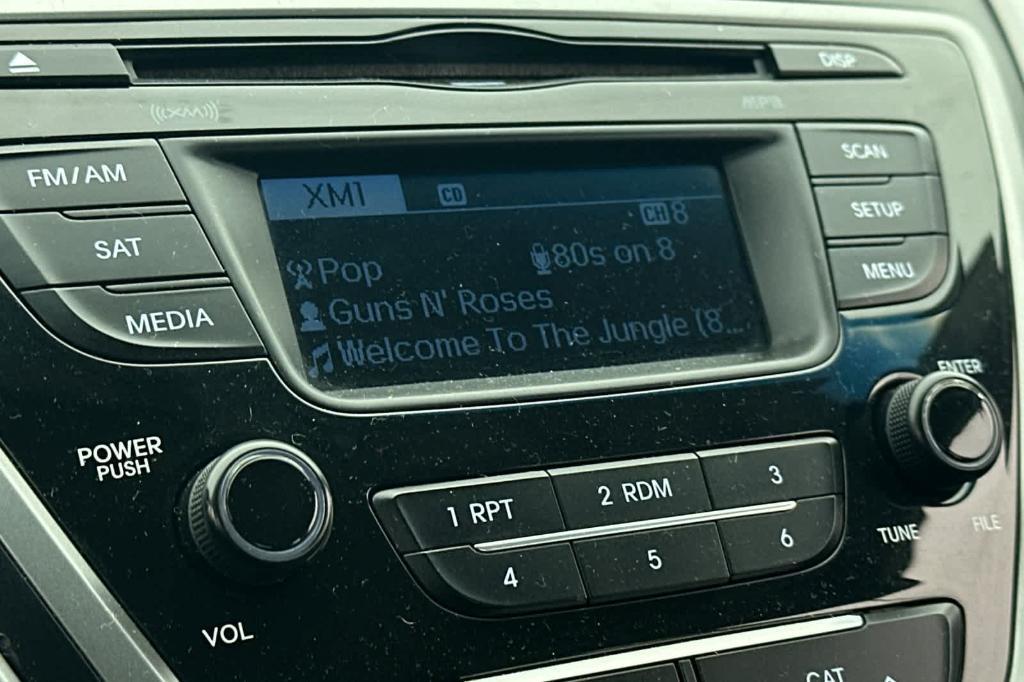 DISP
((XM))
MP3
FM/AM
SAT
MEDIA
XM1
CD
CH 8
Pop
80s on 8
Guns N' Roses
Welcome To The Jungle (8...
SCAN
SETUP
MENU
ENTER
POWER
PUSH
VOL
1 RPT
2 RDM
3
4
5
6
TUNE
FILE
CAT